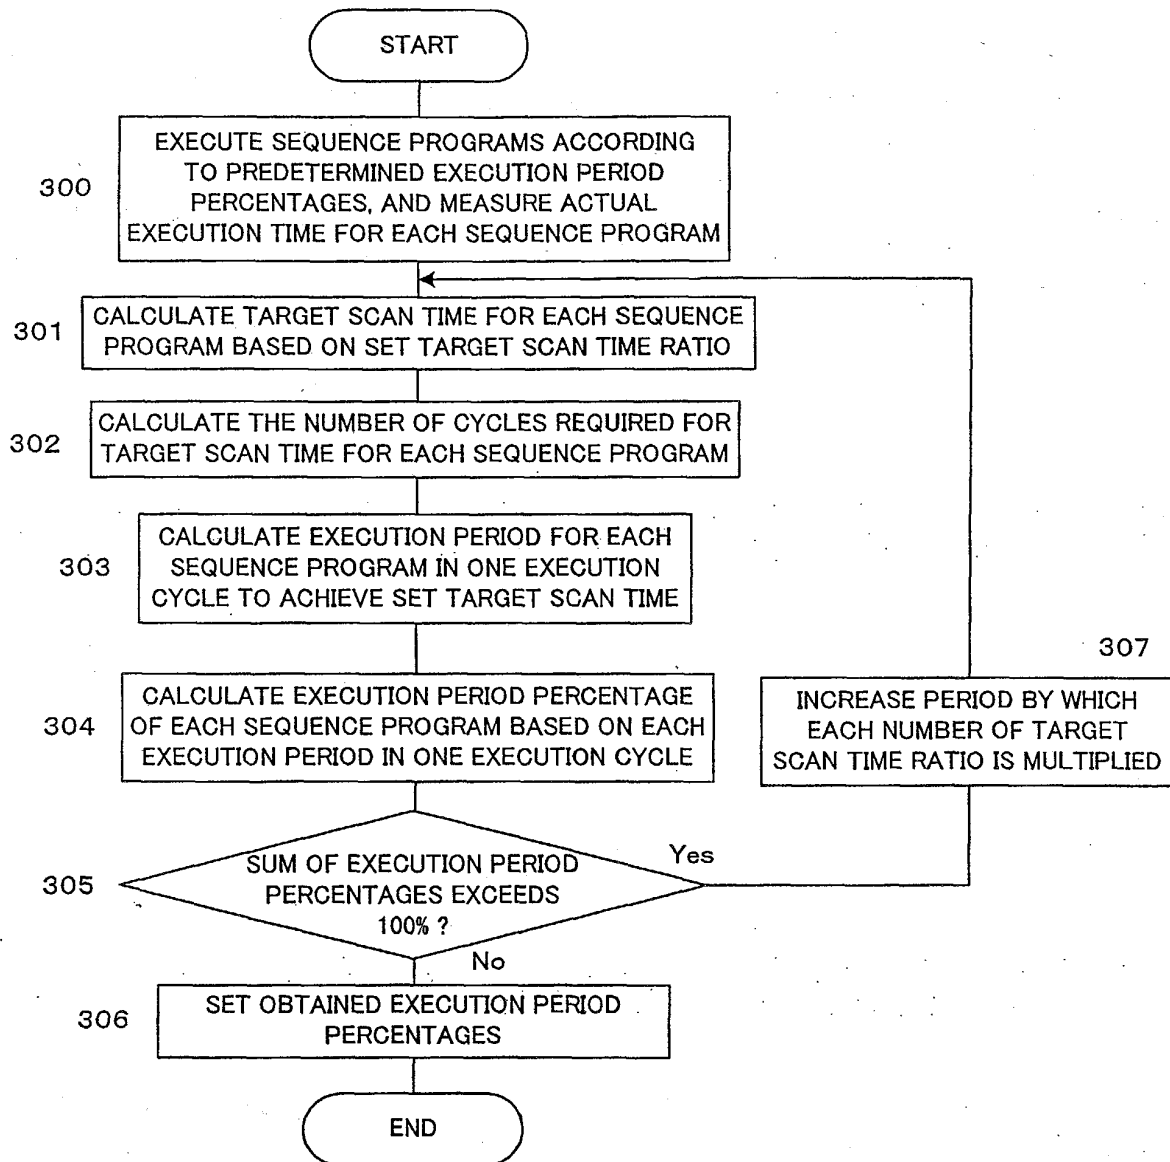 START
300
EXECUTE SEQUENCE PROGRAMS ACCORDING
TO PREDETERMINED EXECUTION PERIOD
PERCENTAGES, AND MEASURE ACTUAL
EXECUTION TIME FOR EACH SEQUENCE PROGRAM
301
CALCULATE TARGET SCAN TIME FOR EACH SEQUENCE
PROGRAM BASED ON SET TARGET SCAN TIME RATIO
302
CALCULATE THE NUMBER OF CYCLES REQUIRED FOR
TARGET SCAN TIME FOR EACH SEQUENCE PROGRAM
303
CALCULATE EXECUTION PERIOD FOR EACH
SEQUENCE PROGRAM IN ONE EXECUTION
CYCLE TO ACHIEVE SET TARGET SCAN TIME
304
CALCULATE EXECUTION PERIOD PERCENTAGE
OF EACH SEQUENCE PROGRAM BASED ON EACH
EXECUTION PERIOD IN ONE EXECUTION CYCLE
307
INCREASE PERIOD BY WHICH
EACH NUMBER OF TARGET
SCAN TIME RATIO IS MULTIPLIED
305
SUM OF EXECUTION PERIOD
PERCENTAGES EXCEEDS
100% ?
Yes
No
306
SET OBTAINED EXECUTION PERIOD
PERCENTAGES
END